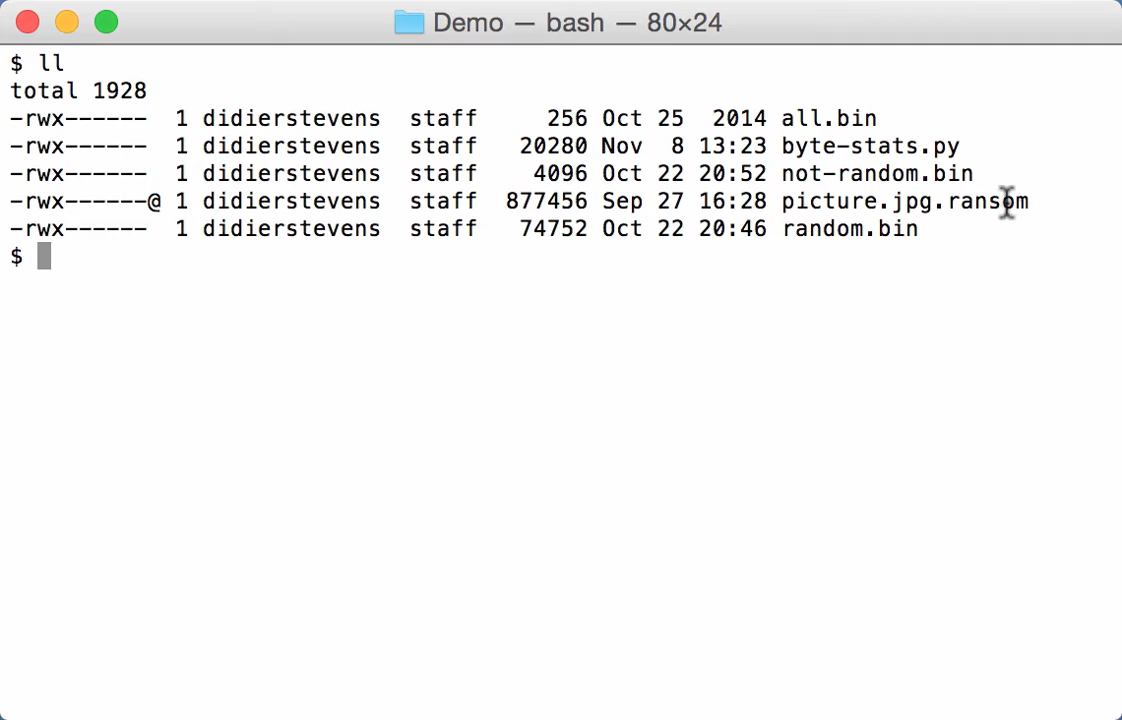 Demo — bash — 80×24
$ ll
total 1928
-rwx------  1 didierstevens  staff     256 Oct 25  2014 all.bin
-rwx------  1 didierstevens  staff   20280 Nov  8 13:23 byte-stats.py
-rwx------  1 didierstevens  staff    4096 Oct 22 20:52 not-random.bin
-rwx------@ 1 didierstevens  staff  877456 Sep 27 16:28 picture.jpg.ransom
-rwx------  1 didierstevens  staff   74752 Oct 22 20:46 random.bin
$